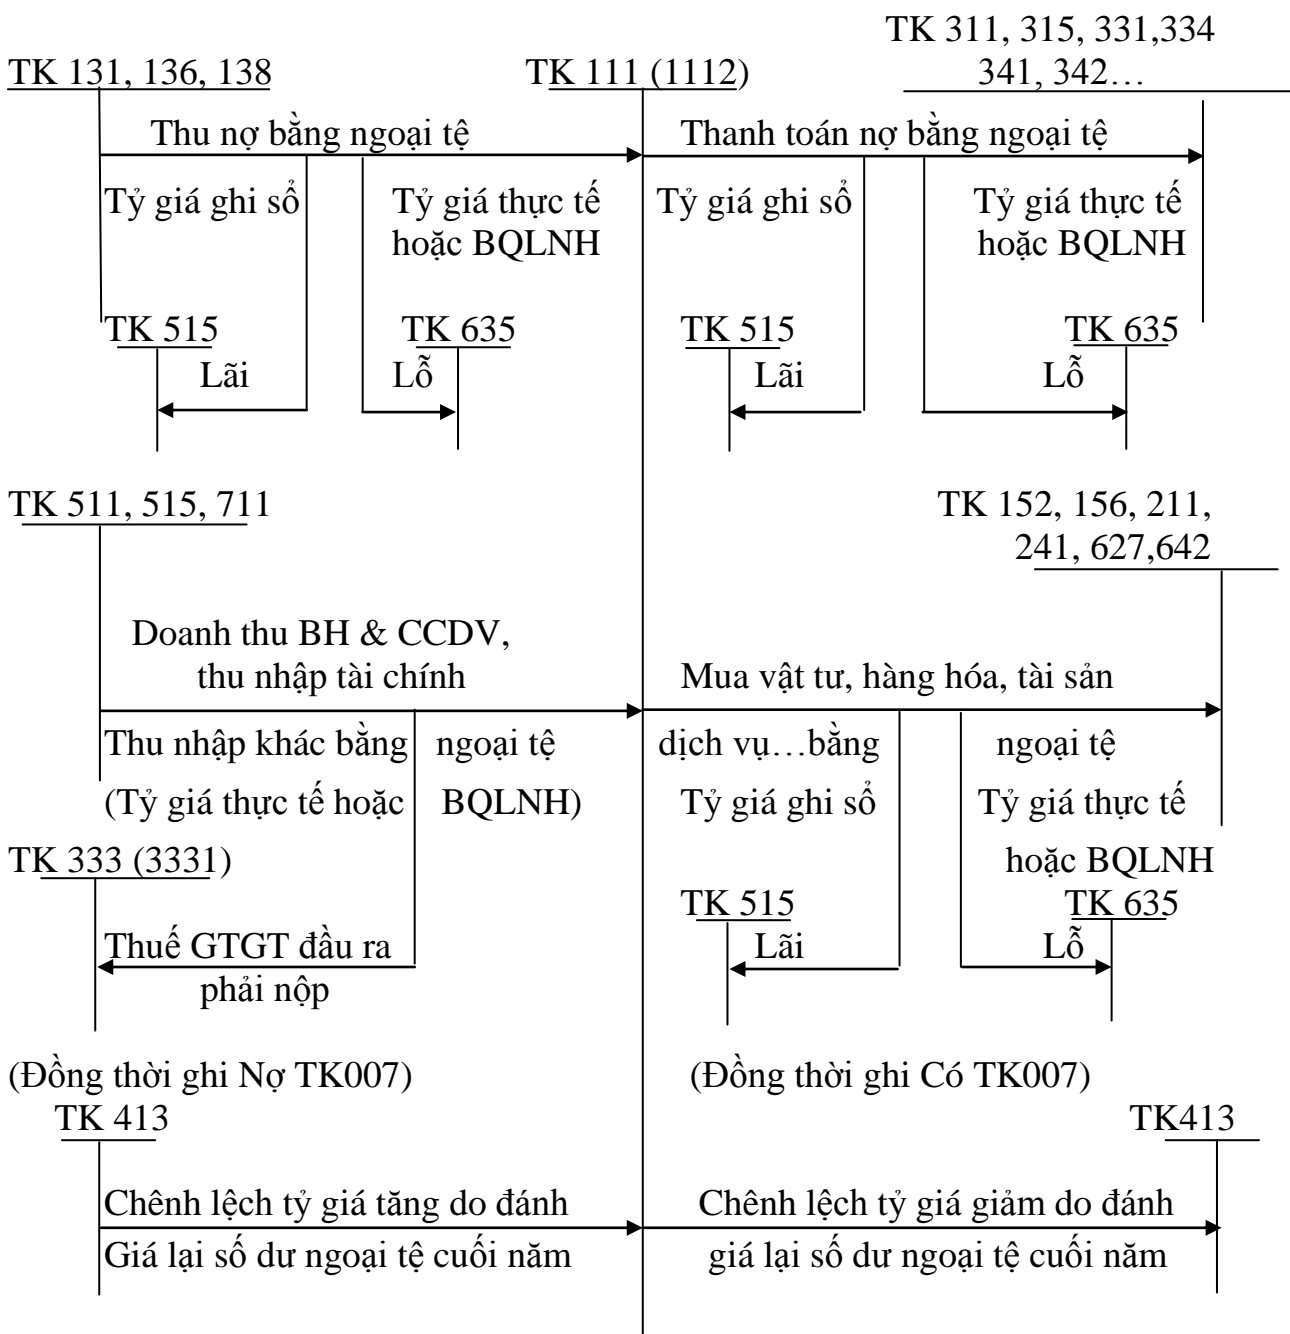 TK 311, 315, 331,334
TK 131, 136, 138
TK 111 (1112)
341, 342…
Thu nợ bằng ngoại tệ
Thanh toán nợ bằng ngoại tệ
Tỷ giá ghi sổ
Tỷ giá thực tế
hoặc BQLNH
Tỷ giá ghi sổ
Tỷ giá thực tế
hoặc BQLNH
TK 515
TK 635
TK 515
TK 635
Lãi
Lỗ
Lãi
Lỗ
TK 511, 515, 711
TK 152, 156, 211,
241, 627,642
Doanh thu BH & CCDV,
thu nhập tài chính
Mua vật tư, hàng hóa, tài sản
Thu nhập khác bằng
ngoại tệ
dịch vụ…bằng
ngoại tệ
(Tỷ giá thực tế hoặc
BQLNH)
Tỷ giá ghi sổ
Tỷ giá thực tế
TK 333 (3331)
hoặc BQLNH
TK 515
TK 635
Thuế GTGT đầu ra
phải nộp
Lãi
Lỗ
(Đồng thời ghi Nợ TK007)
(Đồng thời ghi Có TK007)
TK 413
TK413
Chênh lệch tỷ giá tăng do đánh
Chênh lệch tỷ giá giảm do đánh
Giá lại số dư ngoại tệ cuối năm
giá lại số dư ngoại tệ cuối năm